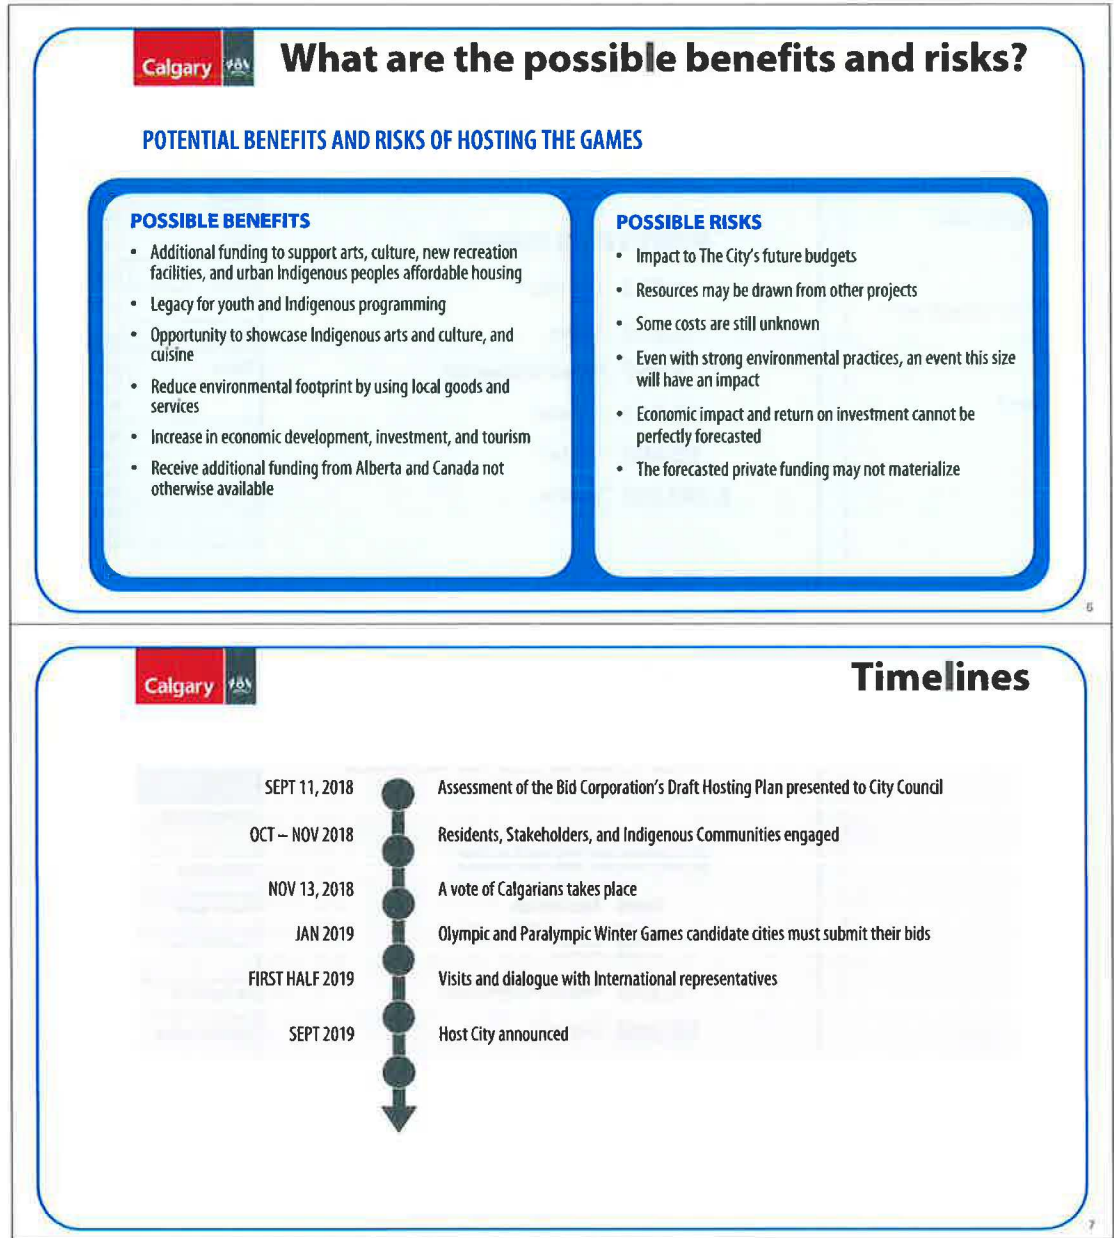 Calgary
What are the possible benefits and risks?
POTENTIAL BENEFITS AND RISKS OF HOSTING THE GAMES
POSSIBLE BENEFITS
• Additional funding to support arts, culture, new recreation
facilities, and urban Indigenous peoples affordable housing
• Legacy for youth and Indigenous programming
• Opportunity to showcase Indigenous arts and culture, and
cuisine
• Reduce environmental footprint by using local goods and
services
• Increase in economic development, investment, and tourism
• Receive additional funding from Alberta and Canada not
otherwise available
POSSIBLE RISKS
• Impact to The City's future budgets
• Resources may be drawn from other projects
• Some costs are still unknown
• Even with strong environmental practices, an event this size
will have an impact
• Economic impact and return on investment cannot be
perfectly forecasted
• The forecasted private funding may not materialize
6
Calgary
Timelines
SEPT 11, 2018 Assessment of the Bid Corporation's Draft Hosting Plan presented to City Council
OCT – NOV 2018 Residents, Stakeholders, and Indigenous Communities engaged
NOV 13, 2018 A vote of Calgarians takes place
JAN 2019 Olympic and Paralympic Winter Games candidate cities must submit their bids
FIRST HALF 2019 Visits and dialogue with International representatives
SEPT 2019 Host City announced
7